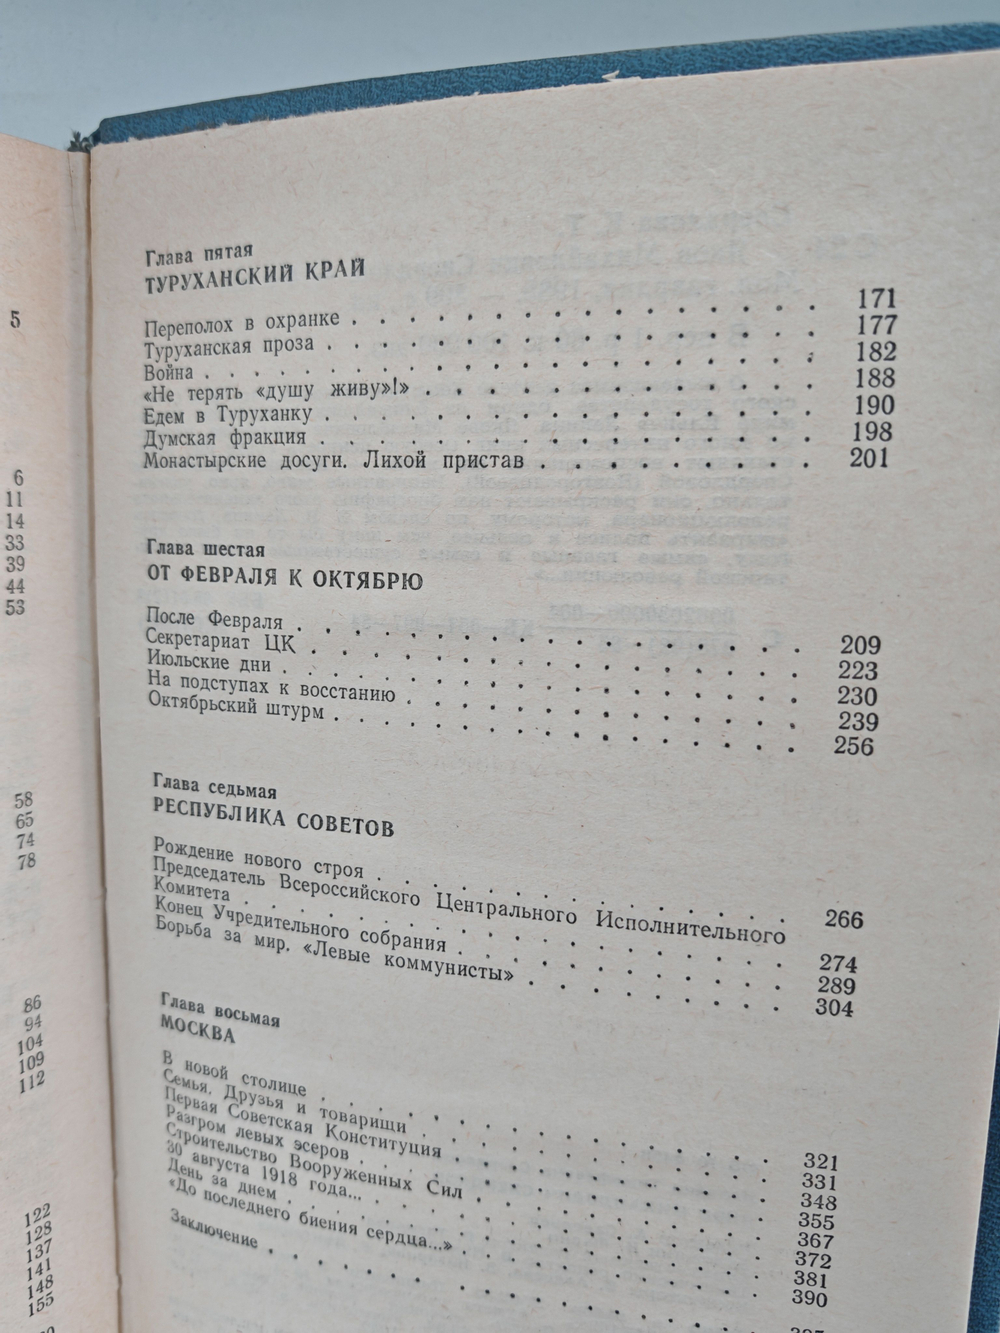 5
6
11
14
33
39
44
53
58
65
74
78
86
94
104
109
112
122
128
137
141
148
155
Глава пятая
ТУРУХАНСКИЙ КРАЙ
Переполох в охранке . . . . . . . . . . . . . . . . 171
Туруханская проза . . . . . . . . . . . . . . . . . 177
Война . . . . . . . . . . . . . . . . . . . . . . . 182
«Не терять «душу живу»!» . . . . . . . . . . . . . 188
Едем в Туруханку . . . . . . . . . . . . . . . . . 190
Думская фракция . . . . . . . . . . . . . . . . . 198
Монастырские досуги. Лихой пристав . . . . . . . . 201
Глава шестая
ОТ ФЕВРАЛЯ К ОКТЯБРЮ
После Февраля . . . . . . . . . . . . . . . . . 209
Секретариат ЦК . . . . . . . . . . . . . . . . 223
Июльские дни . . . . . . . . . . . . . . . . . 230
На подступах к восстанию . . . . . . . . . . . 239
Октябрьский штурм . . . . . . . . . . . . . . . 256
Глава седьмая
РЕСПУБЛИКА СОВЕТОВ
Рождение нового строя . . . . . . . . . . . . . 266
Председатель Всероссийского Центрального Исполнительного
Комитета . . . . . . . . . . . . . . . . . . . 274
Конец Учредительного собрания . . . . . . . . . 289
Борьба за мир. «Левые коммунисты» . . . . . . . 304
Глава восьмая
МОСКВА
В новой столице . . . . . . . . . . . . . . . . 321
Семья. Друзья и товарищи . . . . . . . . . . . 331
Первая Советская Конституция . . . . . . . . . 348
Разгром левых эсеров . . . . . . . . . . . . . 355
Строительство Вооруженных Сил . . . . . . . . 367
30 августа 1918 года... . . . . . . . . . . . . 372
День за днем . . . . . . . . . . . . . . . . . 381
«До последнего биения сердца...» . . . . . . . 390
Заключение . . . . . . . . . . . . . . . .